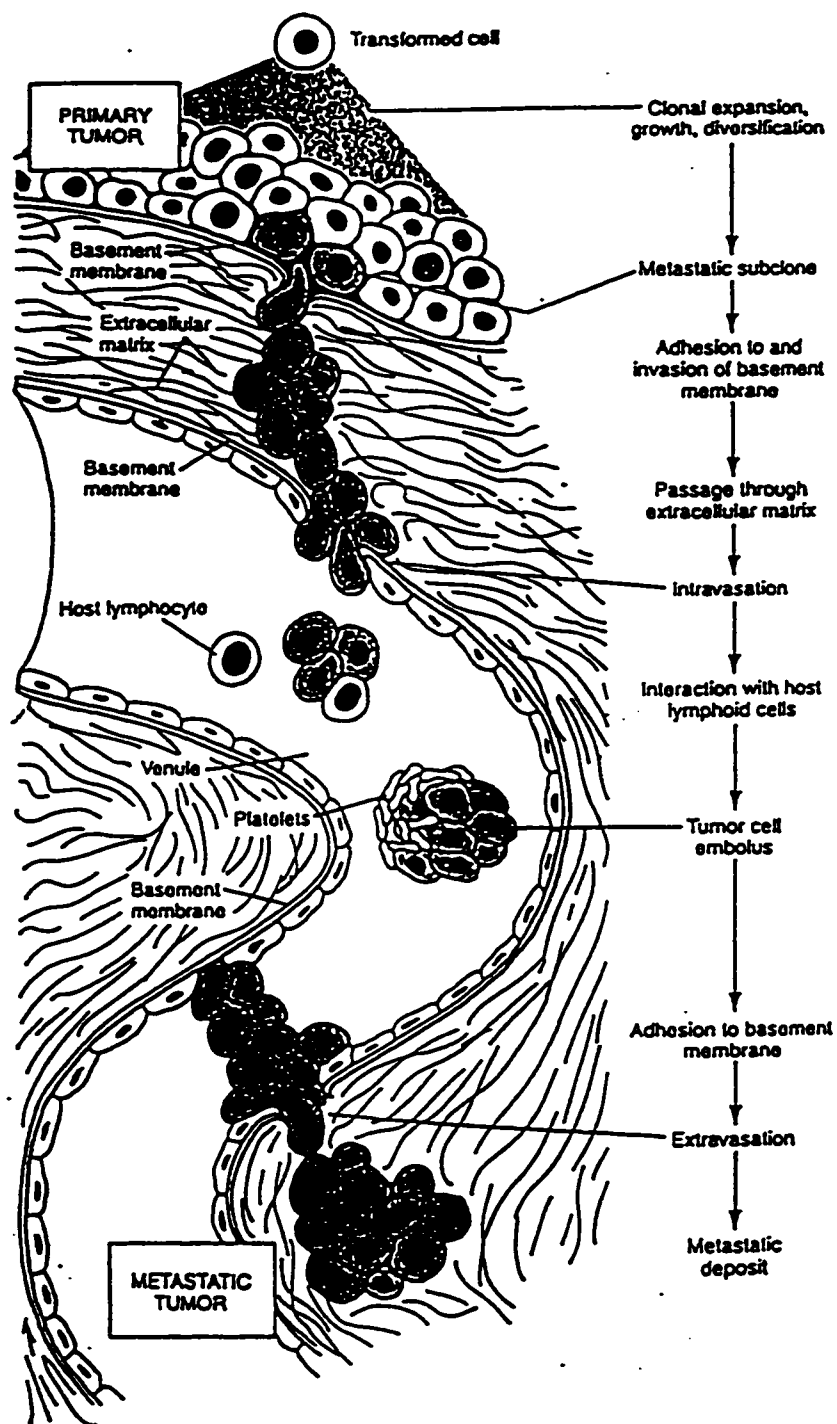 Transformed cell
PRIMARY
TUMOR
Clonal expansion,
growth, diversification
Basement
membrane
Metastatic subclone
Extracellular
matrix
Adhesion to and
invasion of basement
membrane
Basement
membrane
Passage through
extracellular matrix
Intravasation
Host lymphocyte
Interaction with host
lymphoid cells
Venule
Platelets
Tumor cell
embolus
Basement
membrane
Adhesion to basement
membrane
Extravasation
METASTATIC
TUMOR
Metastatic
deposit